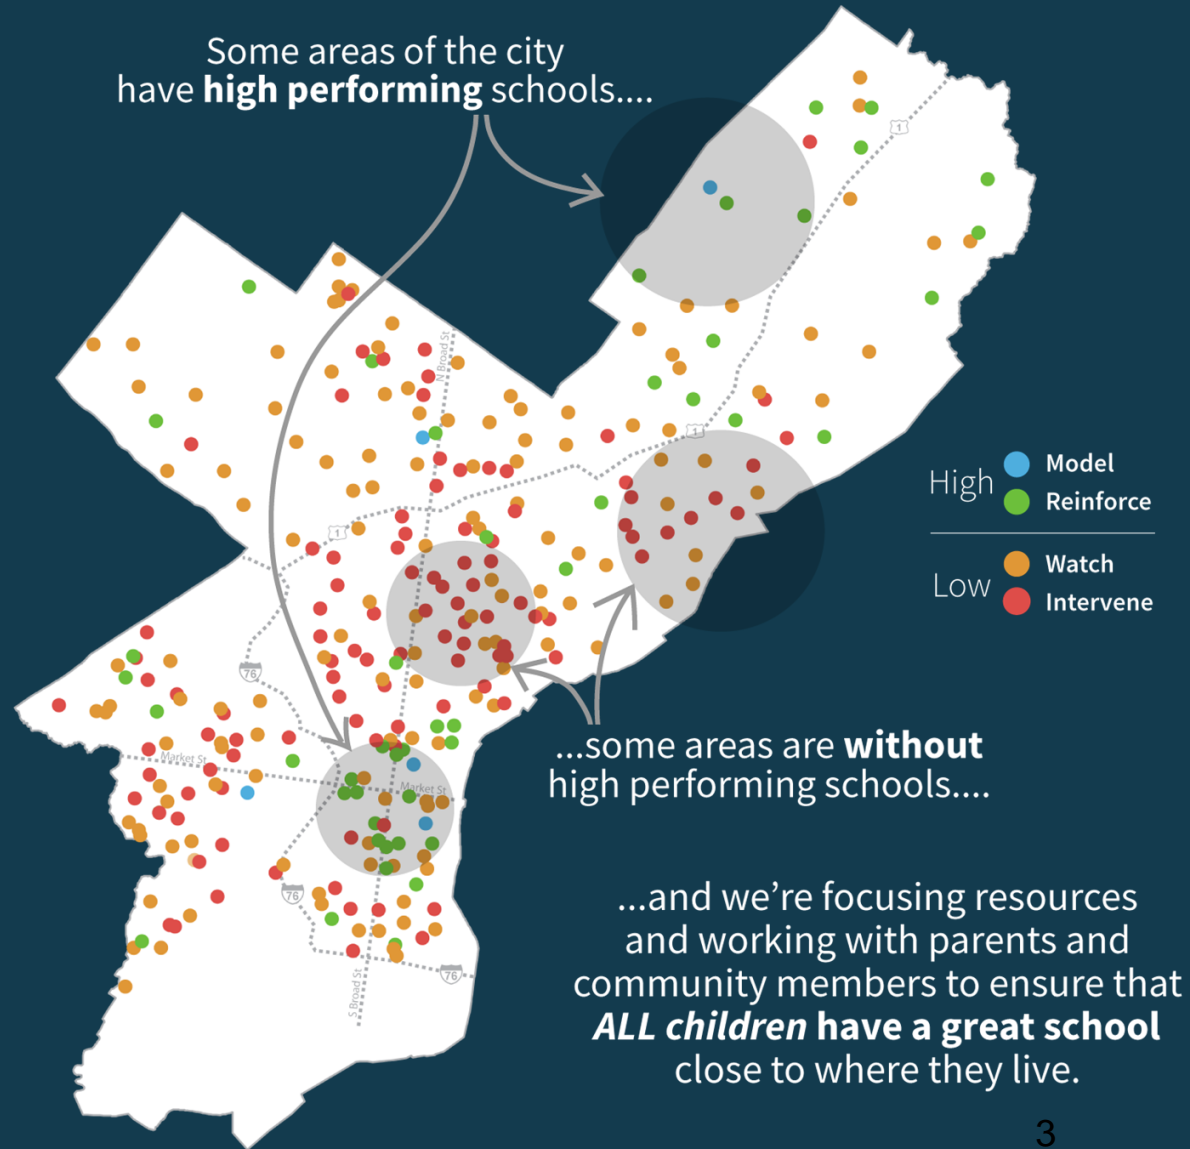 Some areas of the city
have high performing schools....
1
N Broad St
1
High
Model
Reinforce
Low
Watch
Intervene
1
76
Market St
Market St
...some areas are without
high performing schools....
76
76
S Broad St
...and we're focusing resources
and working with parents and
community members to ensure that
ALL children have a great school
close to where they live.
3